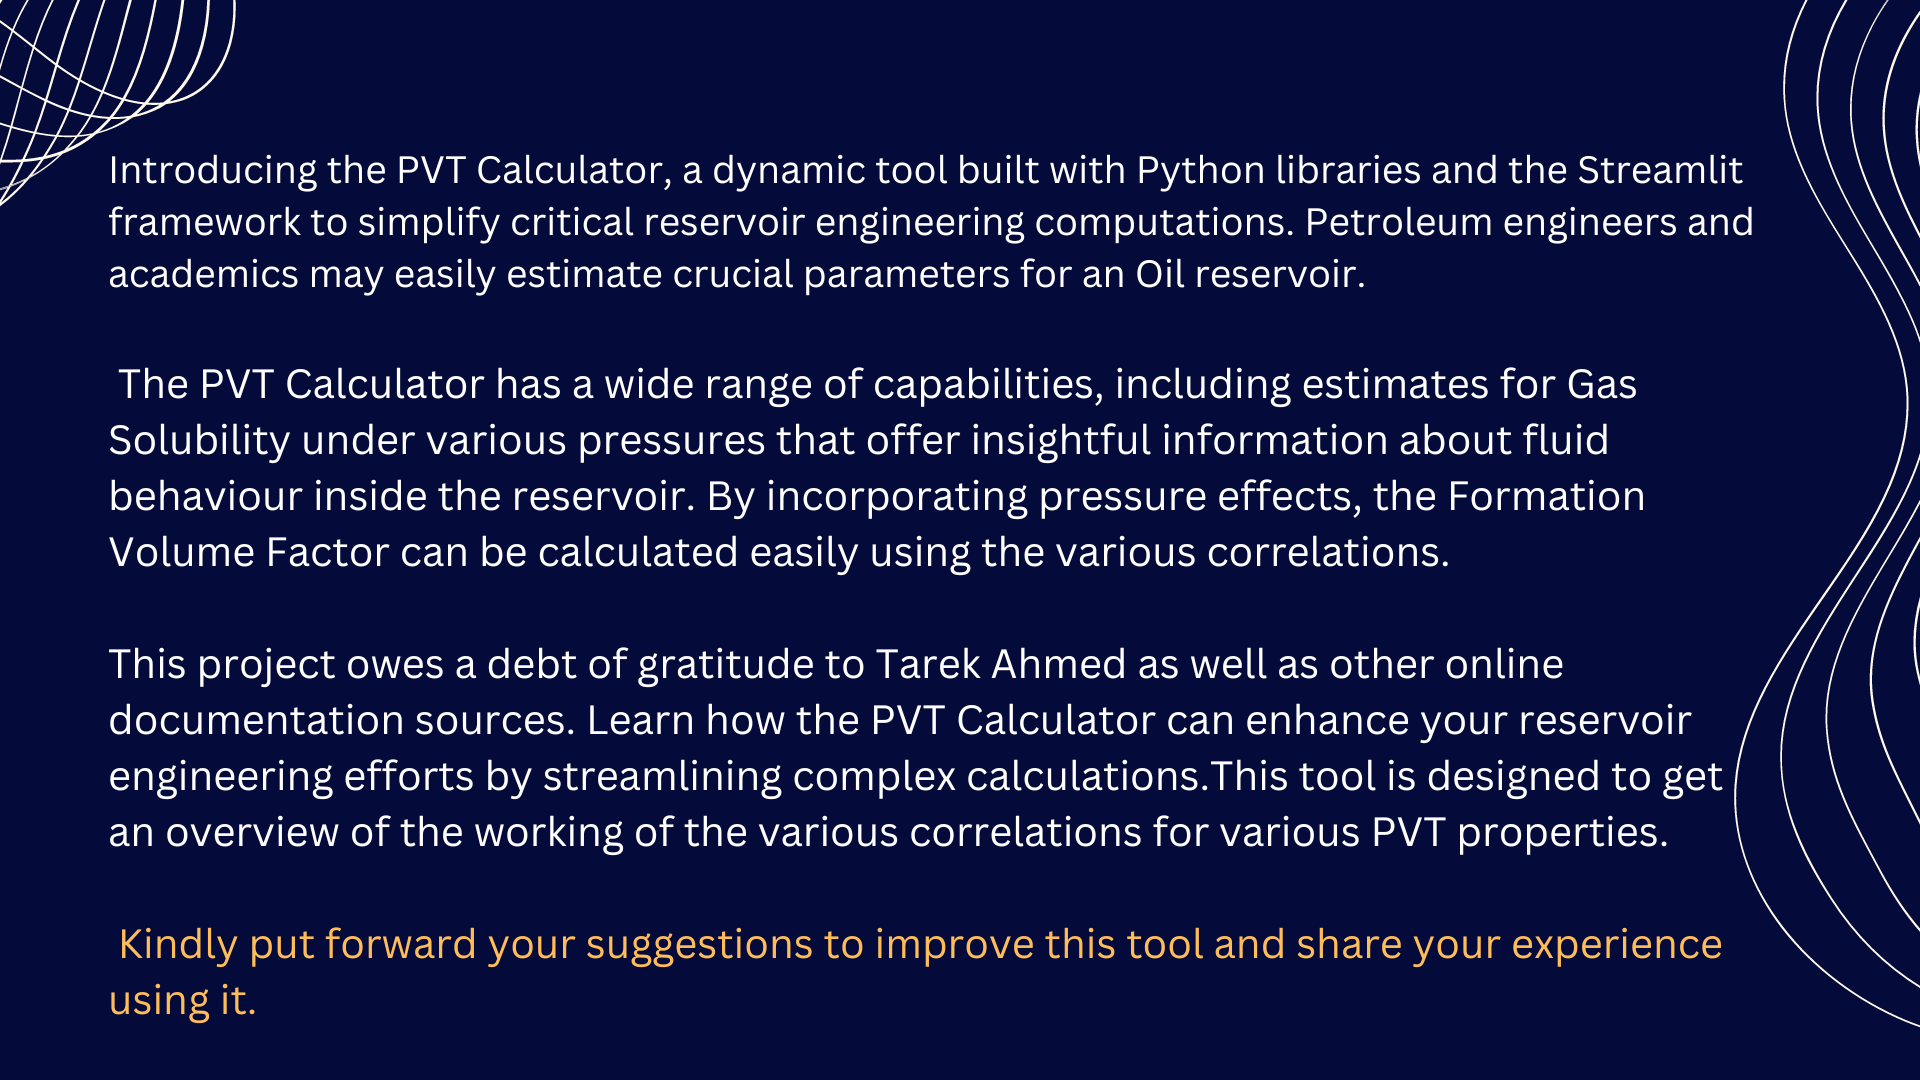 Introducing the PVT Calculator, a dynamic tool built with Python libraries and the Streamlit
framework to simplify critical reservoir engineering computations. Petroleum engineers and
academics may easily estimate crucial parameters for an Oil reservoir.
The PVT Calculator has a wide range of capabilities, including estimates for Gas
Solubility under various pressures that offer insightful information about fluid
behaviour inside the reservoir. By incorporating pressure effects, the Formation
Volume Factor can be calculated easily using the various correlations.
This project owes a debt of gratitude to Tarek Ahmed as well as other online
documentation sources. Learn how the PVT Calculator can enhance your reservoir
engineering efforts by streamlining complex calculations.This tool is designed to get
an overview of the working of the various correlations for various PVT properties.
Kindly put forward your suggestions to improve this tool and share your experience
using it.